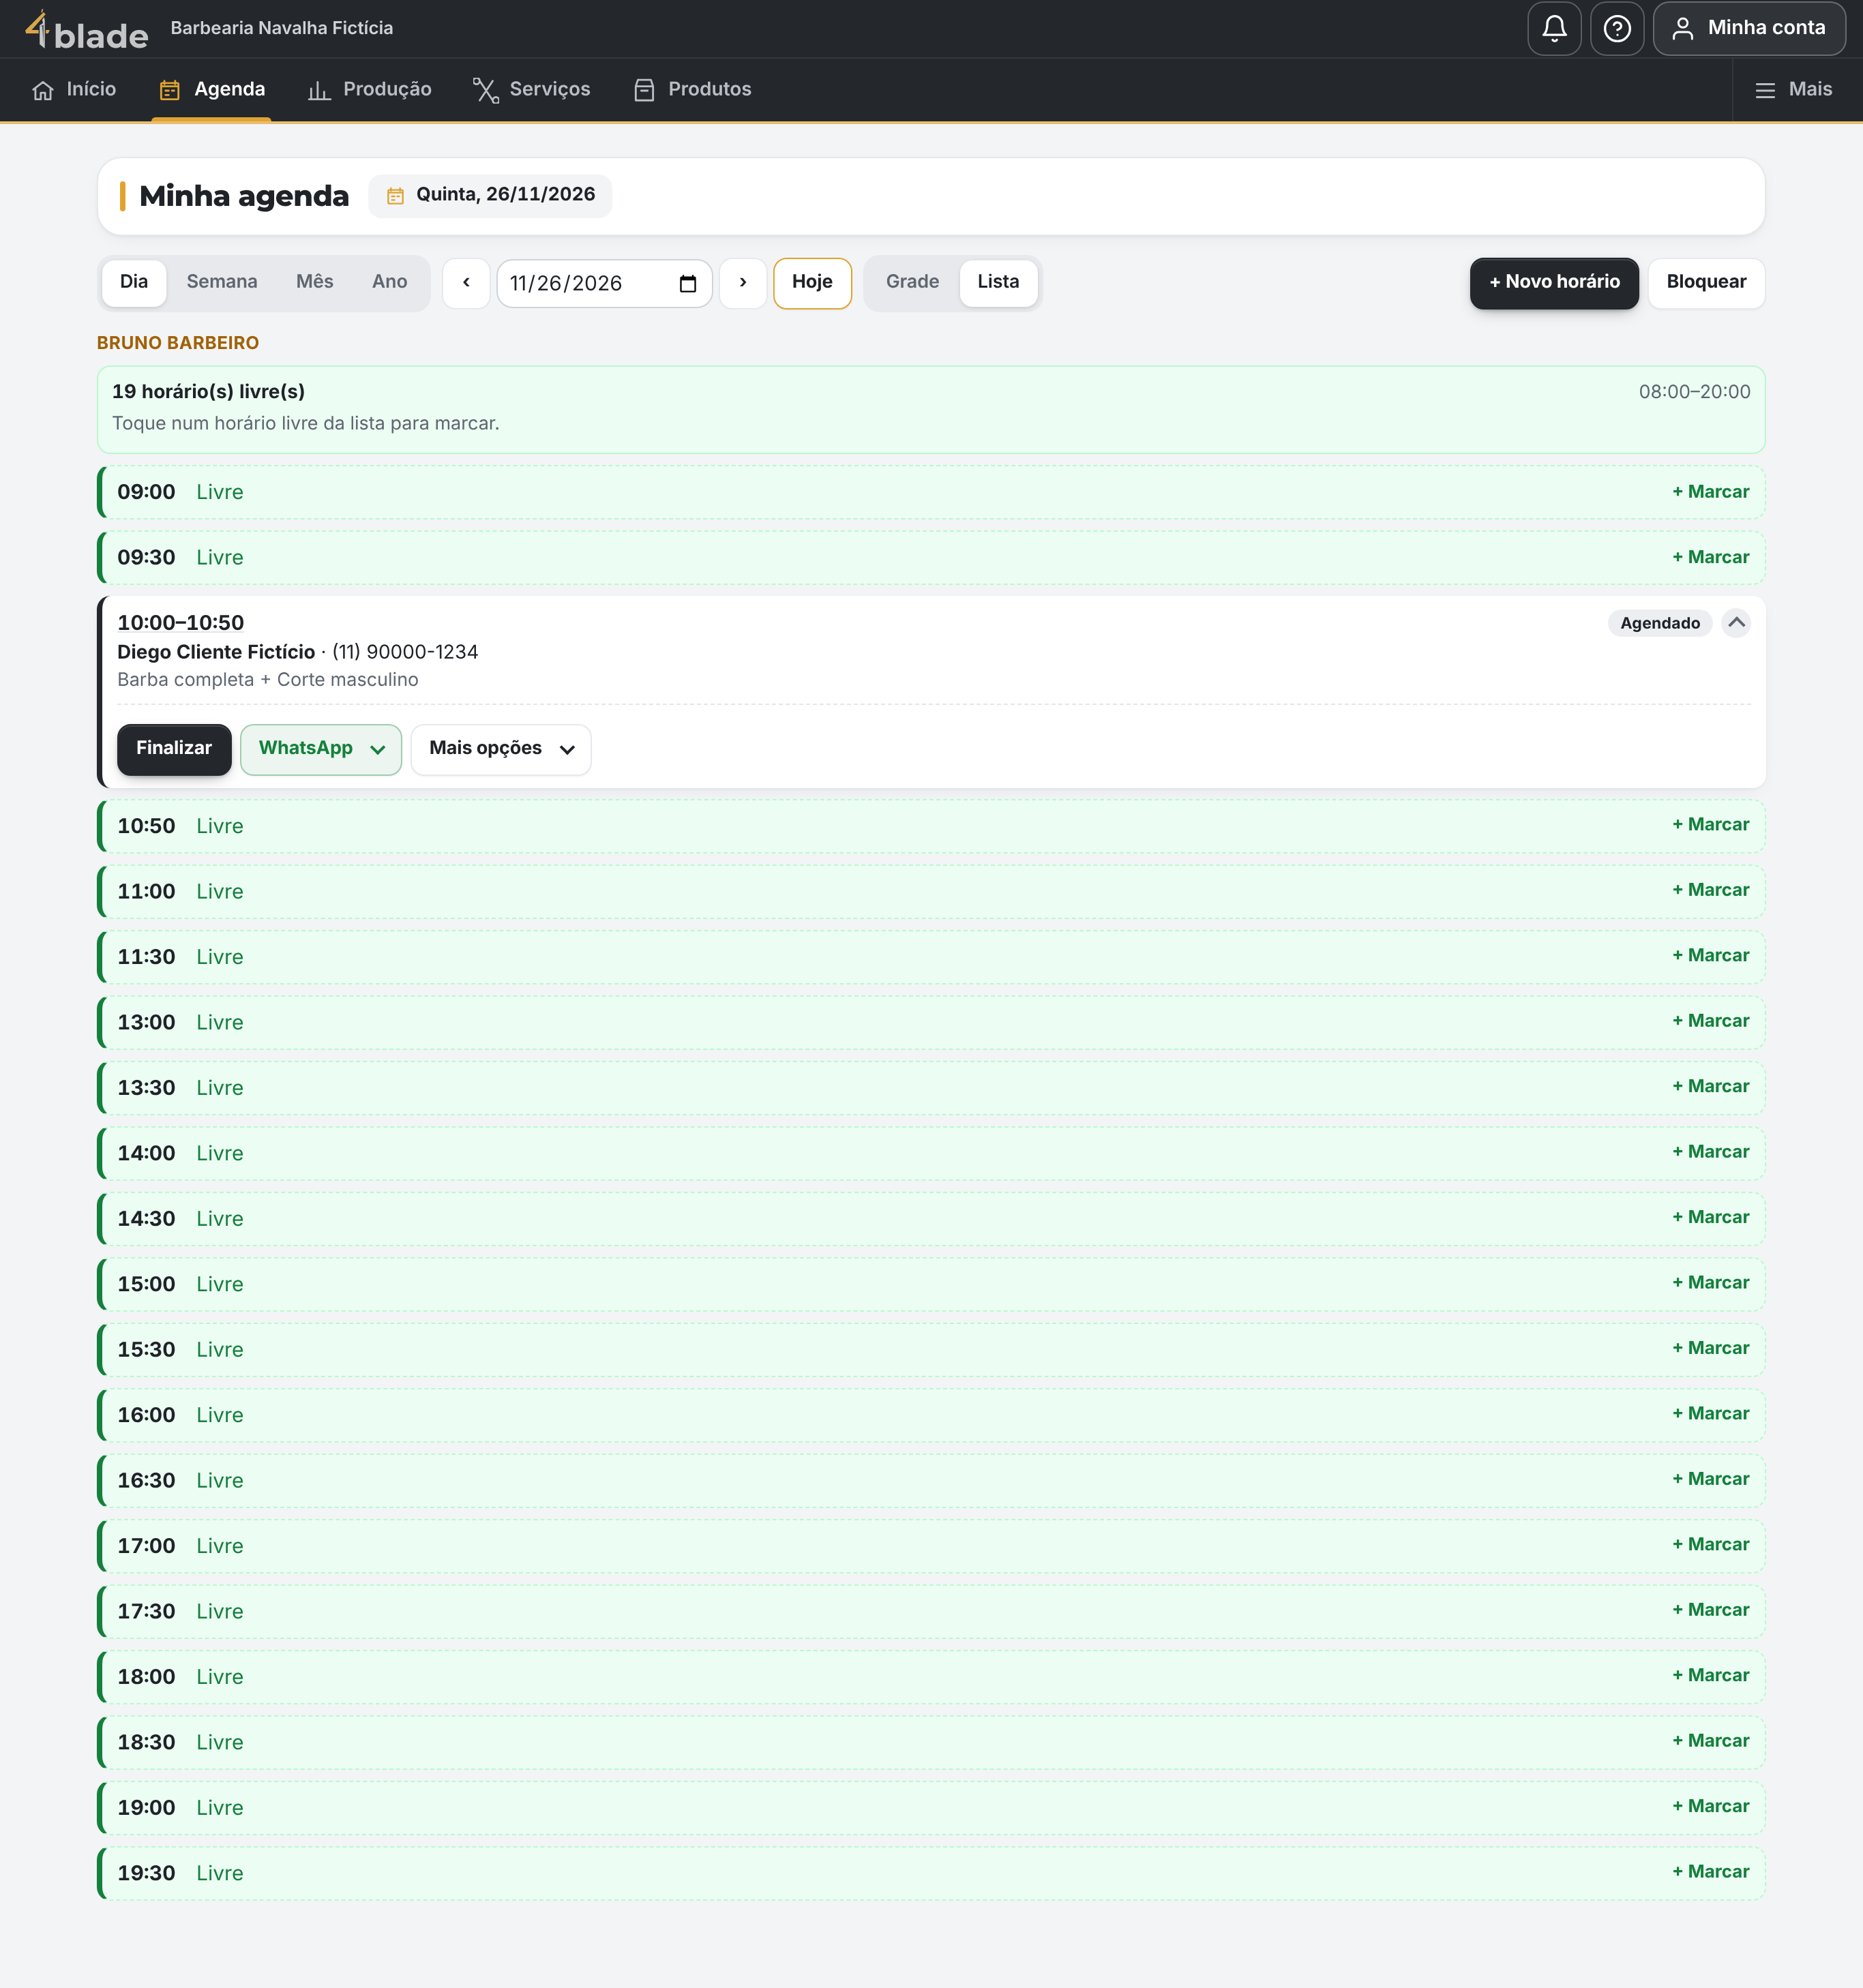 4blade Barbearia Navalha Fictícia Minha conta
Início Agenda Produção Serviços Produtos Mais
Minha agenda Quinta, 26/11/2026
Dia Semana Mês Ano ‹ 11/26/2026 › Hoje Grade Lista + Novo horário Bloquear
BRUNO BARBEIRO
19 horário(s) livre(s) 08:00–20:00
Toque num horário livre da lista para marcar.
09:00 Livre + Marcar
09:30 Livre + Marcar
10:00–10:50 Agendado
Diego Cliente Fictício · (11) 90000-1234
Barba completa + Corte masculino
Finalizar WhatsApp Mais opções
10:50 Livre + Marcar
11:00 Livre + Marcar
11:30 Livre + Marcar
13:00 Livre + Marcar
13:30 Livre + Marcar
14:00 Livre + Marcar
14:30 Livre + Marcar
15:00 Livre + Marcar
15:30 Livre + Marcar
16:00 Livre + Marcar
16:30 Livre + Marcar
17:00 Livre + Marcar
17:30 Livre + Marcar
18:00 Livre + Marcar
18:30 Livre + Marcar
19:00 Livre + Marcar
19:30 Livre + Marcar